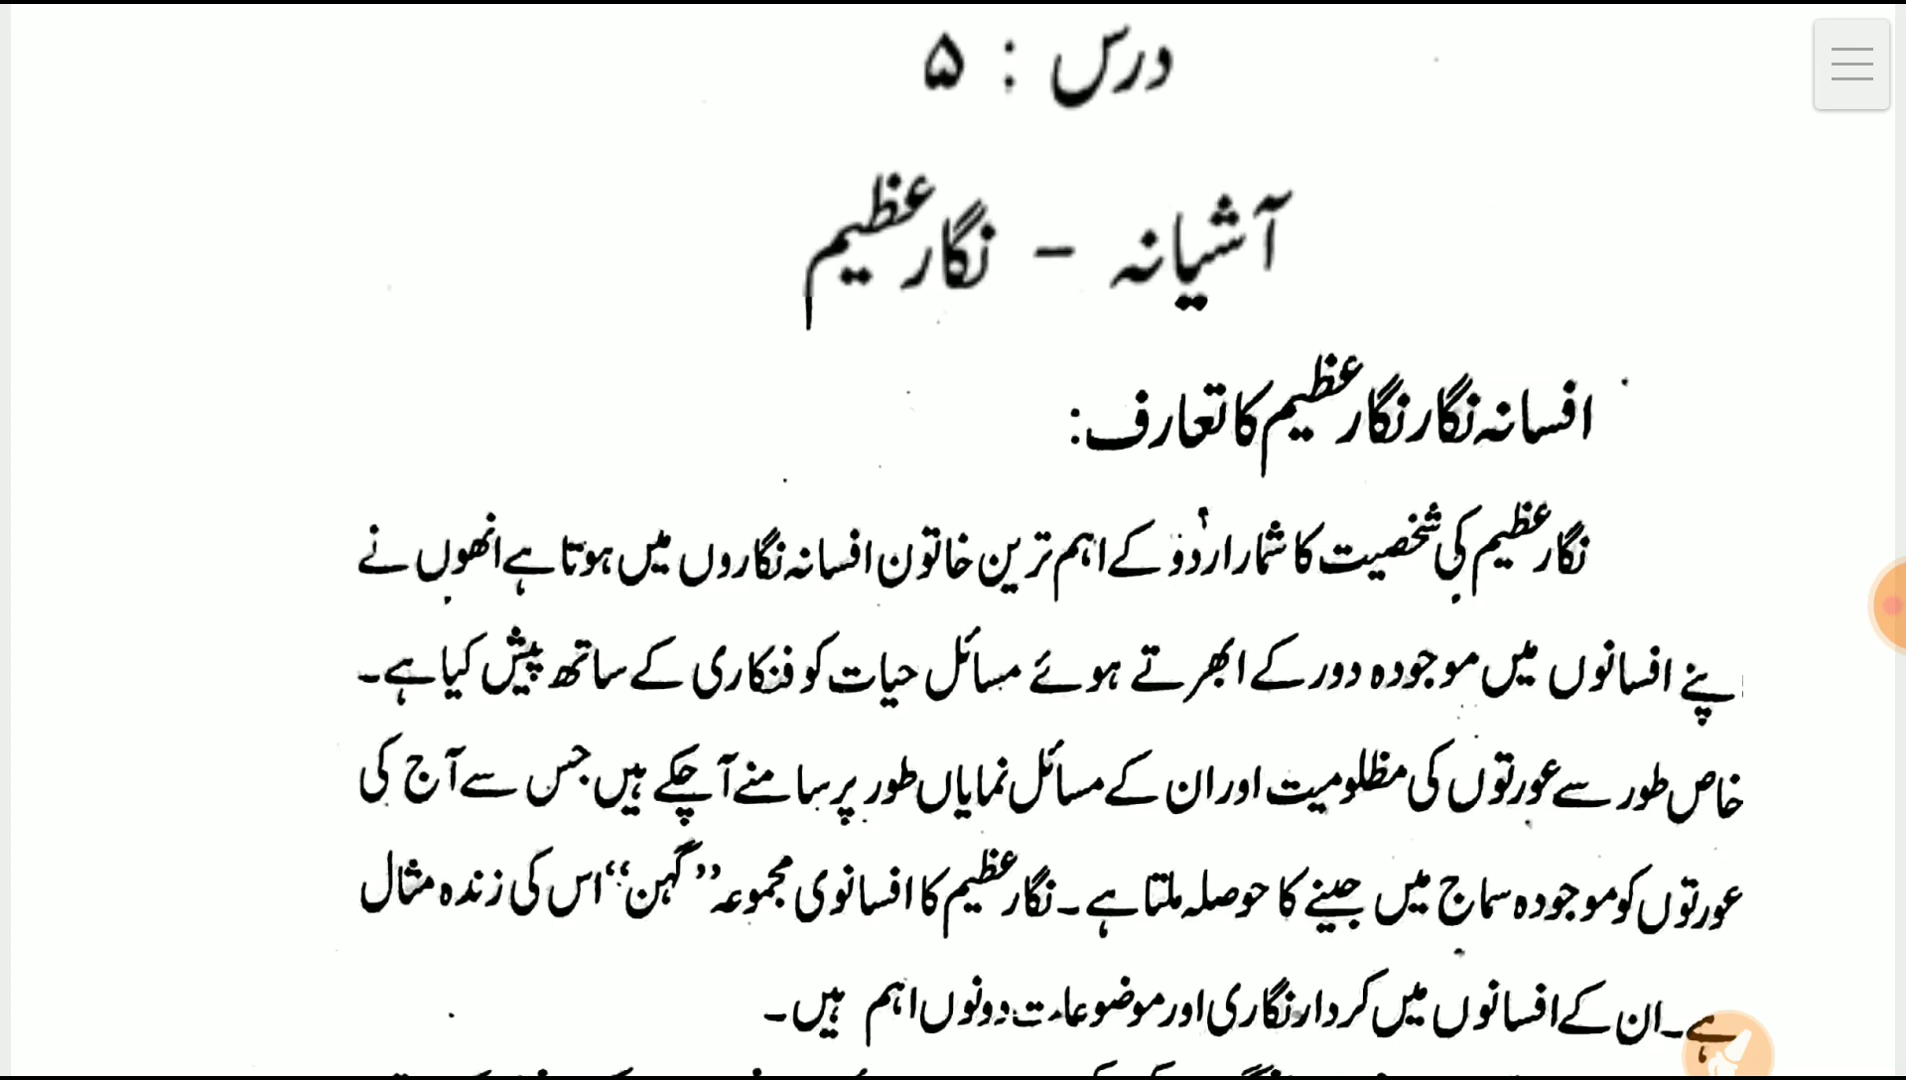 درس : ۵
آشیانہ - نگار عظیم
افسانہ نگار نگار عظیم کا تعارف:
نگار عظیم کی شخصیت کا شمار اردُو کے اہم ترین خاتون افسانہ نگاروں میں ہوتا ہے انھوں نے
اپنے افسانوں میں موجودہ دور کے ابھرتے ہوئے مسائل حیات کو فنکاری کے ساتھ پیش کیا ہے۔
خاص طور سے عورتوں کی مظلومیت اور ان کے مسائل نمایاں طور پر سامنے آچکے ہیں جس سے آج کی
عورتوں کو موجودہ سماج میں جینے کا حوصلہ ملتا ہے۔ نگار عظیم کا افسانوی مجموعہ ”گہن“ اس کی زندہ مثال
ہے۔ ان کے افسانوں میں کردار نگاری اور موضوعات دونوں اہم ہیں۔